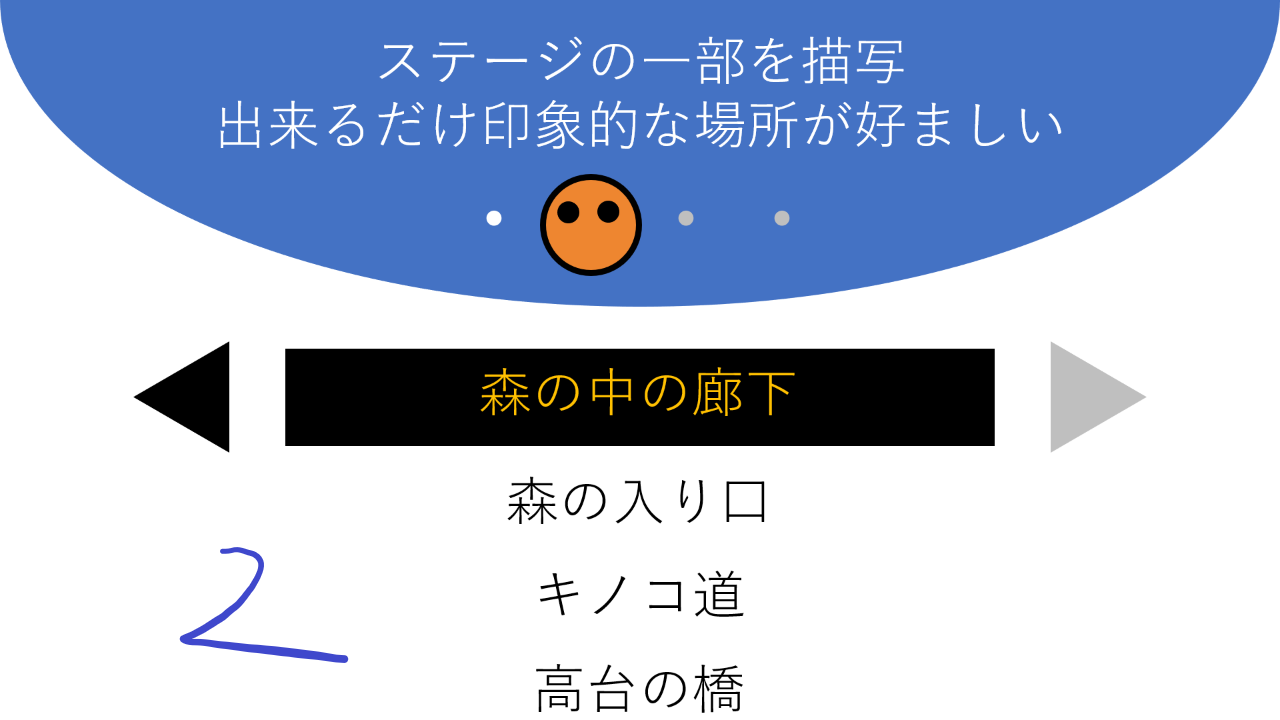 ステージの一部を描写
出来るだけ印象的な場所が好ましい
森の中の廊下
森の入り口
キノコ道
2
高台の橋